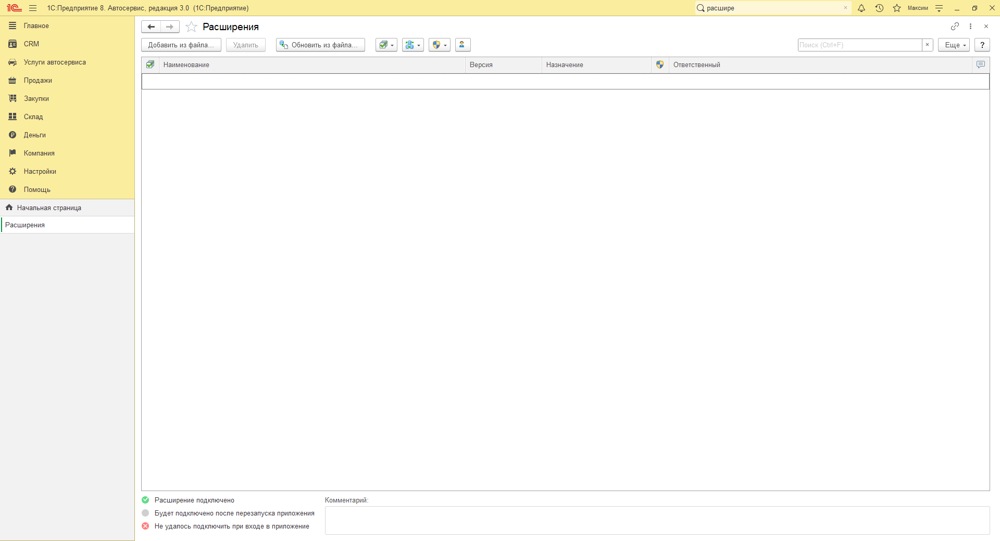 1С:Предприятие 8. Автосервис, редакция 3.0 (1С:Предприятие)
расшире
Максим
Главное
CRM
Услуги автосервиса
Продажи
Закупки
Склад
Деньги
Компания
Настройки
Помощь
Начальная страница
Расширения
Расширения
Добавить из файла...
Удалить
Обновить из файла...
Поиск (Ctrl+F)
Еще
?
Наименование
Версия
Назначение
Ответственный
Расширение подключено
Будет подключено после перезапуска приложения
Не удалось подключить при входе в приложение
Комментарий: